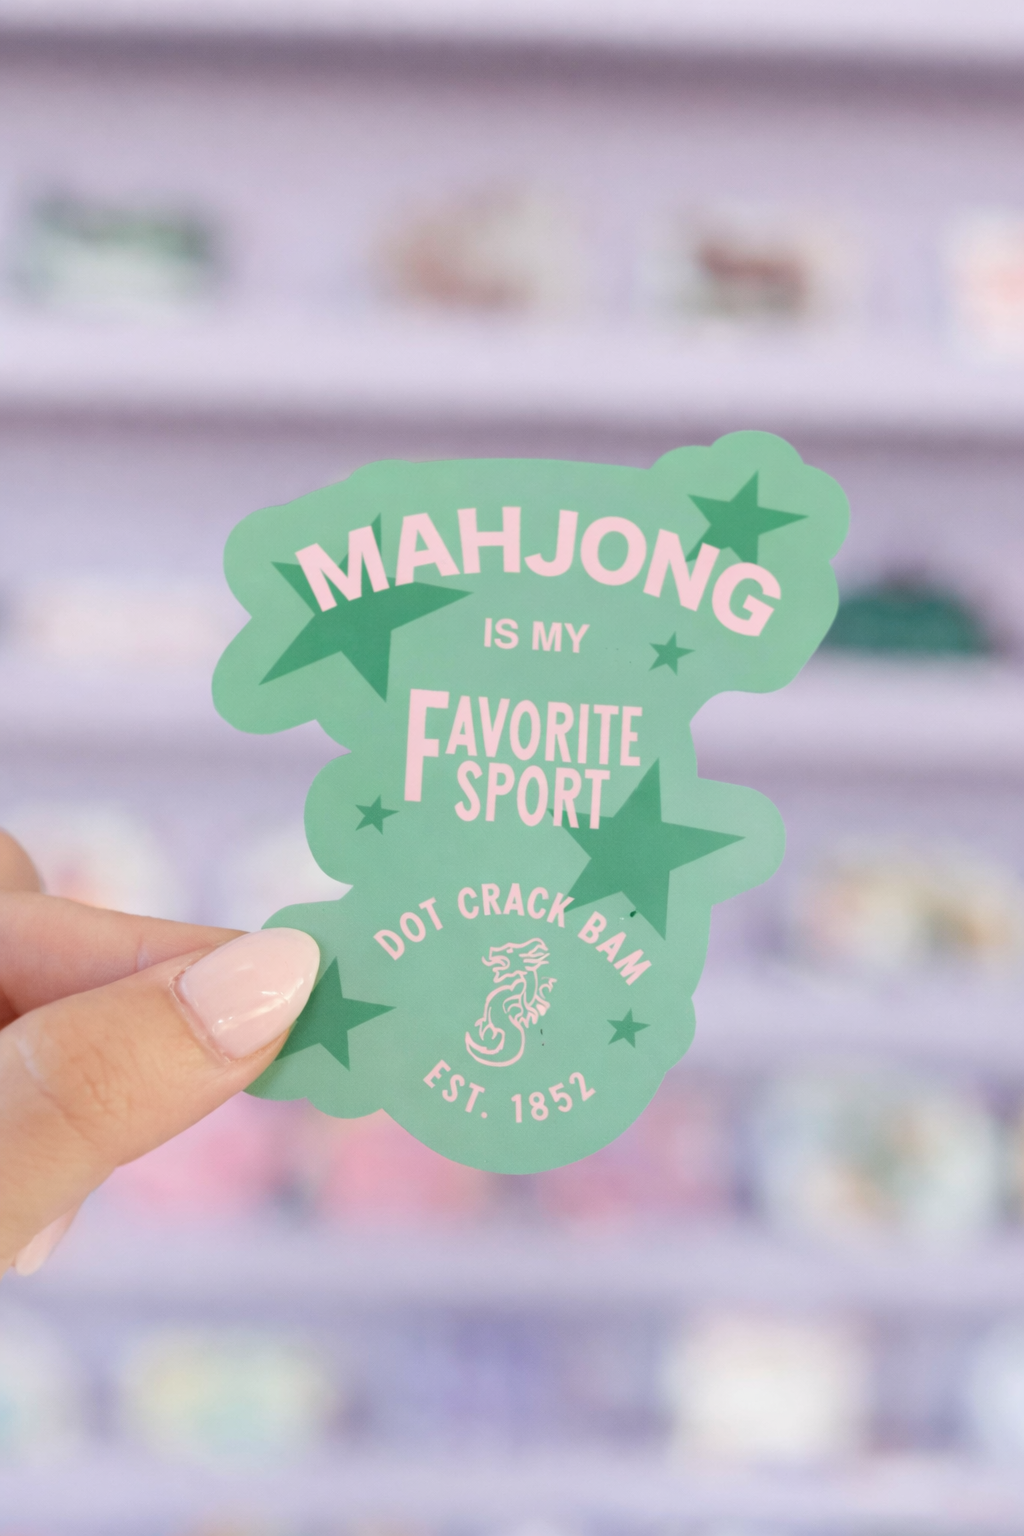 MAHJONG
IS MY
FAVORITE
SPORT
DOT CRACK BAM
EST. 1852